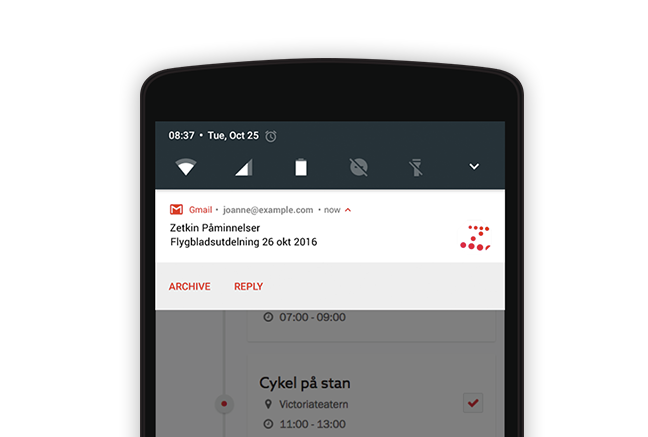 08:37 • Tue, Oct 25
Gmail • joanne@example.com • now
Zetkin Påminnelser
Flygbladsutdelning 26 okt 2016
ARCHIVE REPLY
07:00 - 09:00
Cykel på stan
Victoriateatern
11:00 - 13:00